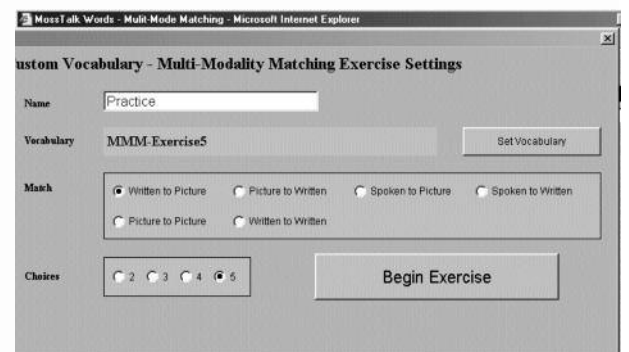 MossTalk Words - Mulit-Mode Matching - Microsoft Internet Explorer
ustom Vocabulary - Multi-Modality Matching Exercise Settings
Name Practice
Vocabulary MMM-Exercise5 Set Vocabulary
Match Written to Picture Picture to Written Spoken to Picture Spoken to Written
Picture to Picture Written to Written
Choices 2 3 4 5 Begin Exercise